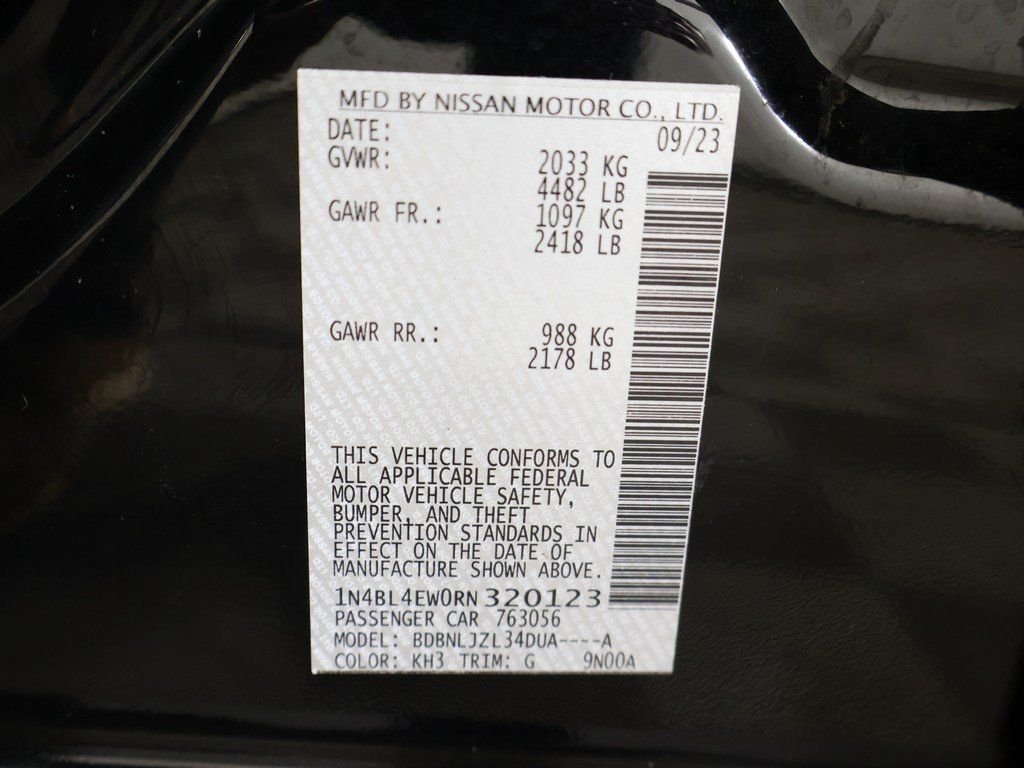 MFD BY NISSAN MOTOR CO., LTD.
DATE: 09/23
GVWR: 2033 KG
4482 LB
GAWR FR.: 1097 KG
2418 LB
GAWR RR.: 988 KG
2178 LB
THIS VEHICLE CONFORMS TO
ALL APPLICABLE FEDERAL
MOTOR VEHICLE SAFETY,
BUMPER, AND THEFT
PREVENTION STANDARDS IN
EFFECT ON THE DATE OF
MANUFACTURE SHOWN ABOVE.
1N4BL4EW0RN 320123
PASSENGER CAR 763056
MODEL: BDBNLJZL34DUA----A
COLOR: KH3 TRIM: G 9N00A